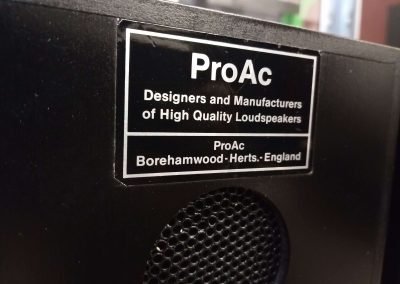 ProAc
Designers and Manufacturers
of High Quality Loudspeakers
ProAc
Borehamwood - Herts. - England